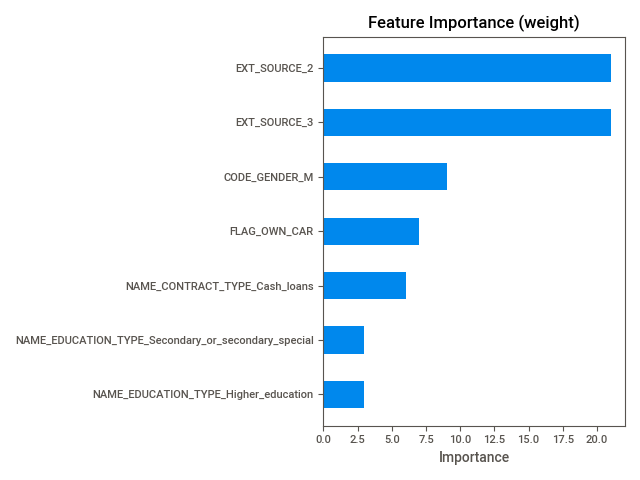 Feature Importance (weight)
EXT_SOURCE_2
EXT_SOURCE_3
CODE_GENDER_M
FLAG_OWN_CAR
NAME_CONTRACT_TYPE_Cash_loans
NAME_EDUCATION_TYPE_Secondary_or_secondary_special
NAME_EDUCATION_TYPE_Higher_education
0.0 2.5 5.0 7.5 10.0 12.5 15.0 17.5 20.0
Importance